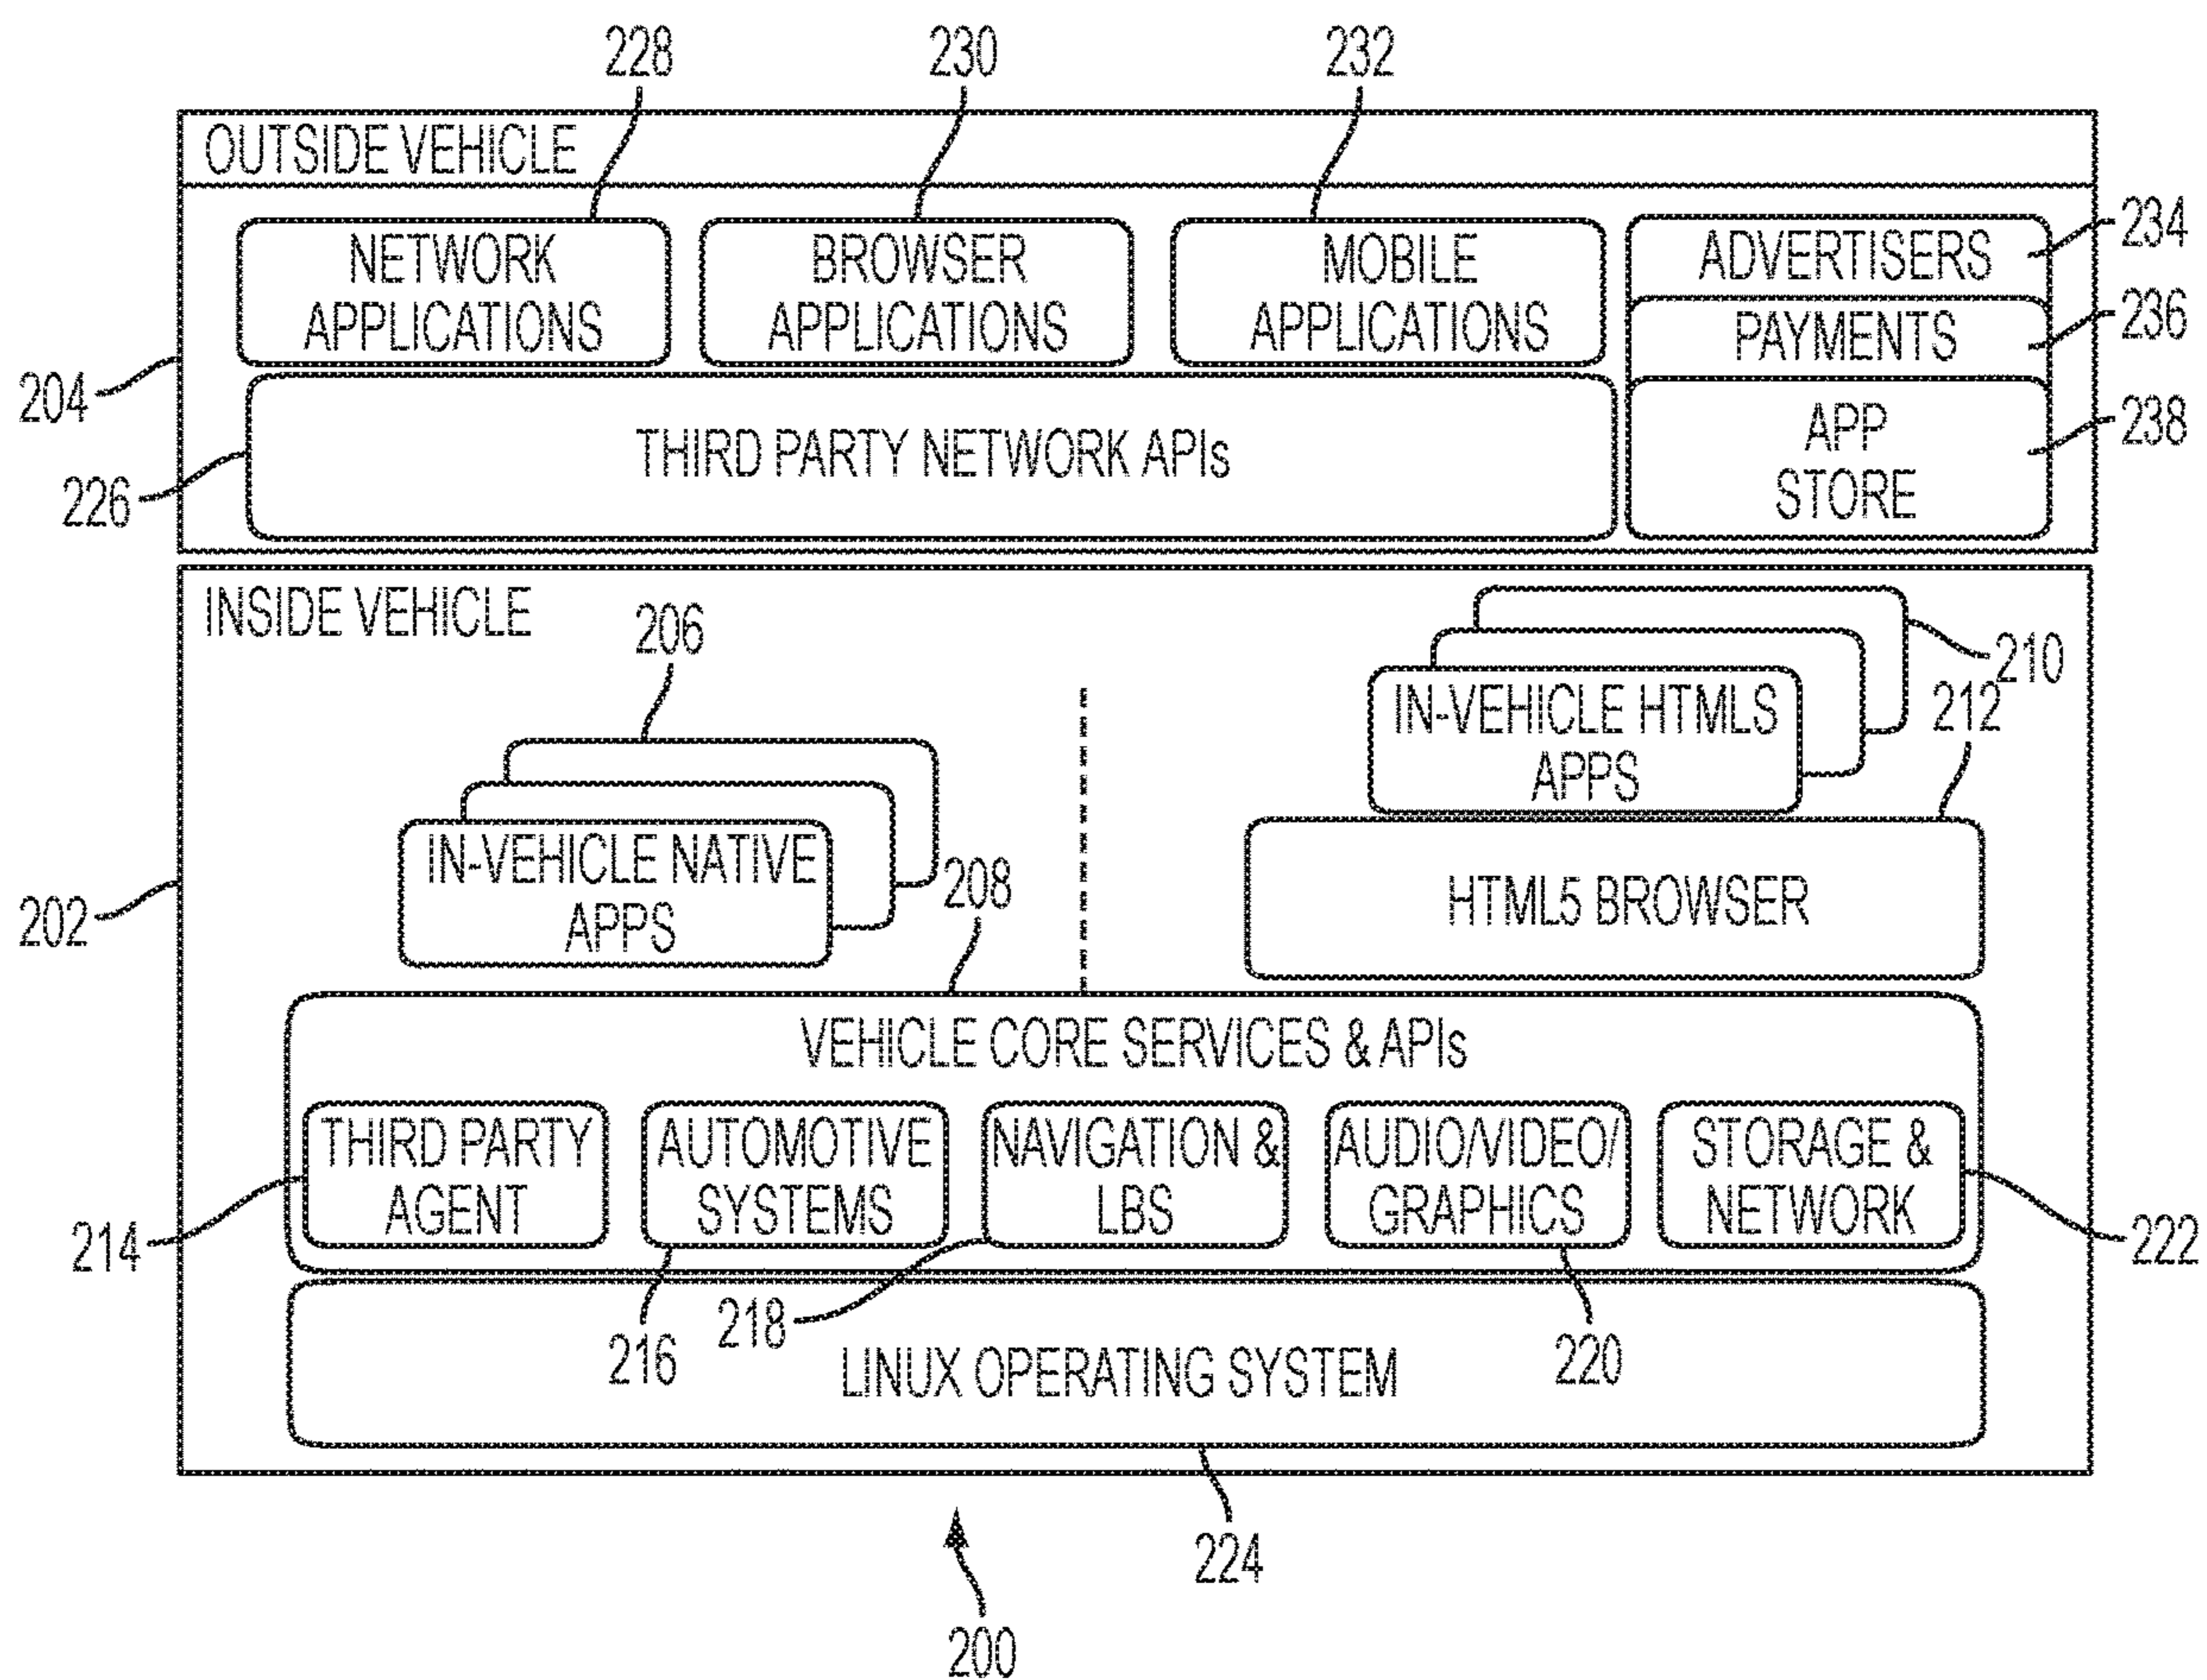 228
230
232
OUTSIDE VEHICLE
NETWORK
APPLICATIONS
BROWSER
APPLICATIONS
MOBILE
APPLICATIONS
ADVERTISERS
234
PAYMENTS
236
APP
STORE
238
204
THIRD PARTY NETWORK APIs
226
INSIDE VEHICLE
206
210
212
IN-VEHICLE HTMLS
APPS
IN-VEHICLE NATIVE
APPS
208
HTML5 BROWSER
202
VEHICLE CORE SERVICES & APIs
THIRD PARTY
AGENT
AUTOMOTIVE
SYSTEMS
NAVIGATION &
LBS
AUDIO/VIDEO/
GRAPHICS
STORAGE &
NETWORK
214
216
218
220
222
LINUX OPERATING SYSTEM
224
200